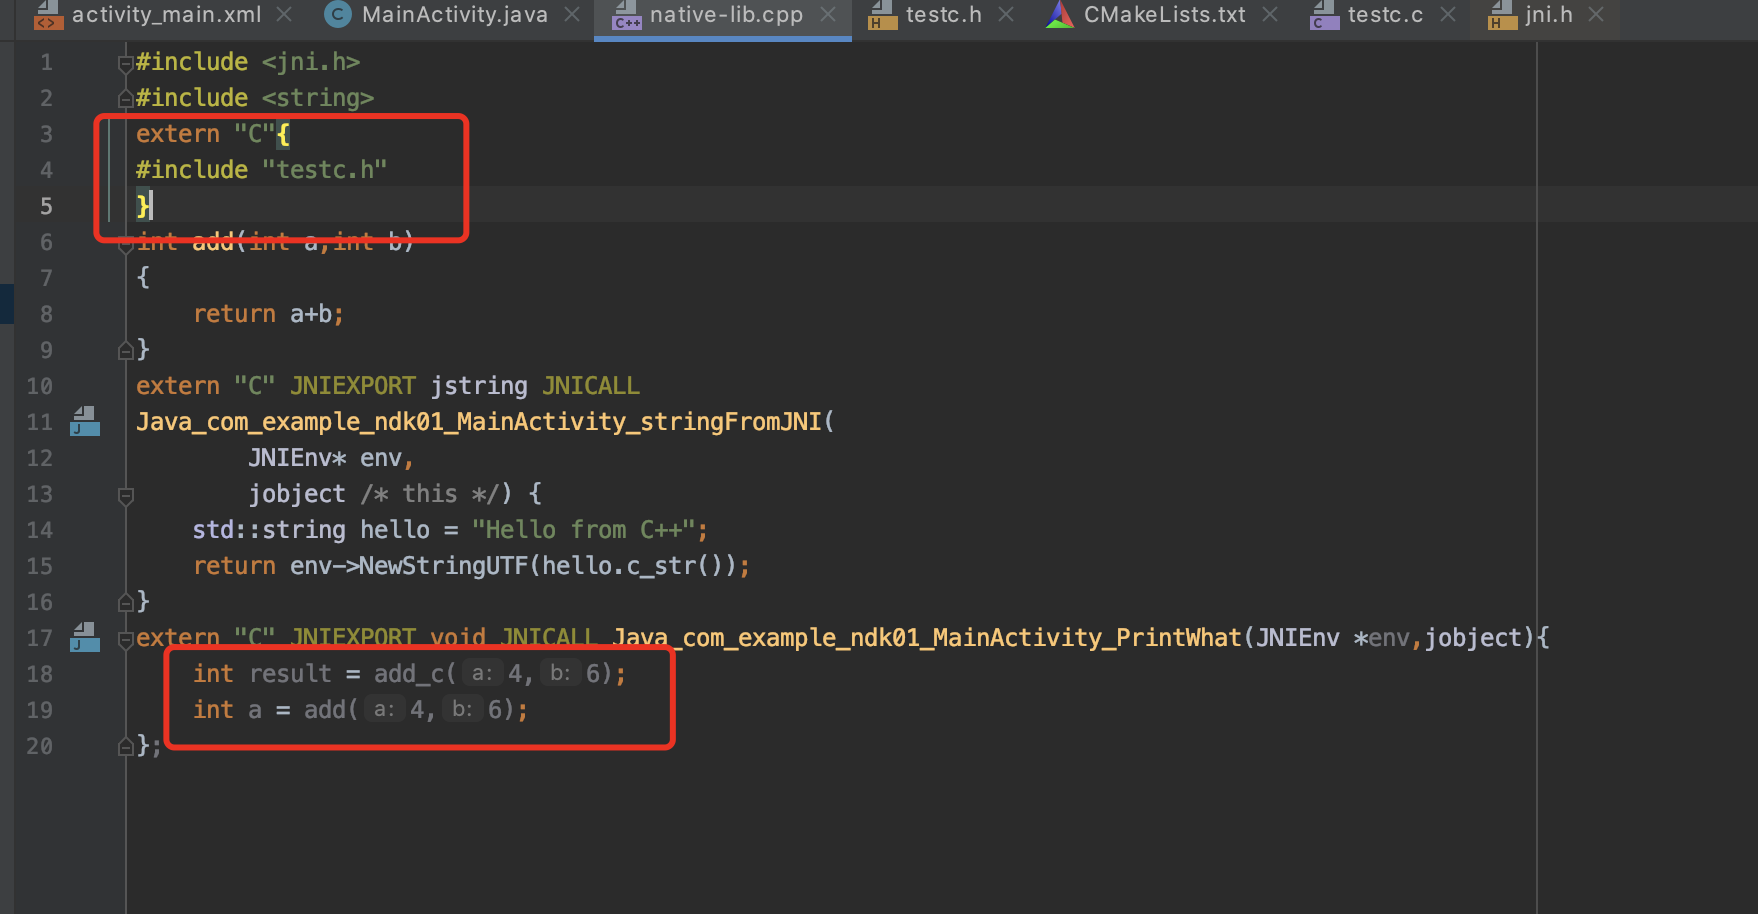 activity_main.xml MainActivity.java native-lib.cpp testc.h CMakeLists.txt testc.c jni.h
1 #include <jni.h>
2 #include <string>
3 extern "C"{
4 #include "testc.h"
5 }
6 int add(int a,int b)
7 {
8     return a+b;
9 }
10 extern "C" JNIEXPORT jstring JNICALL
11 Java_com_example_ndk01_MainActivity_stringFromJNI(
12         JNIEnv* env,
13         jobject /* this */) {
14     std::string hello = "Hello from C++";
15     return env->NewStringUTF(hello.c_str());
16 }
17 extern "C" JNIEXPORT void JNICALL Java_com_example_ndk01_MainActivity_PrintWhat(JNIEnv *env,jobject){
18     int result = add_c( a: 4, b: 6);
19     int a = add( a: 4, b: 6);
20 };